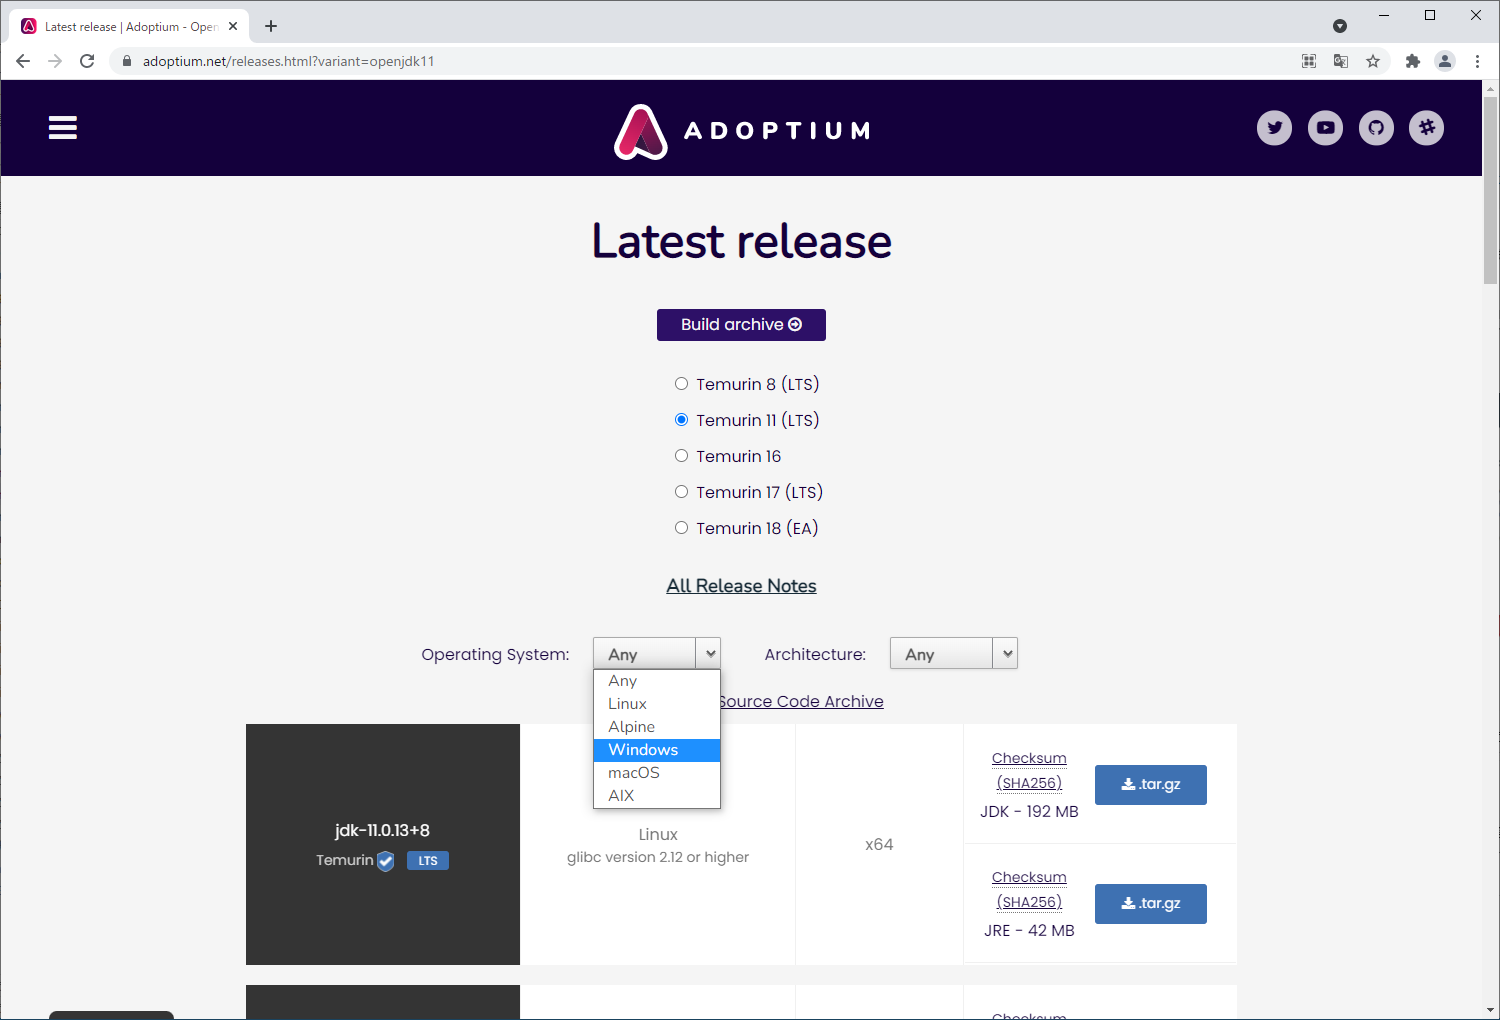 Latest release | Adoptium - Open
adoptium.net/releases.html?variant=openjdk11
ADOPTIUM
Latest release
Build archive
Temurin 8 (LTS)
Temurin 11 (LTS)
Temurin 16
Temurin 17 (LTS)
Temurin 18 (EA)
All Release Notes
Operating System: Any Architecture: Any
Any
Linux
Alpine
Windows
macOS
AIX
Source Code Archive
jdk-11.0.13+8
Temurin LTS
Linux
glibc version 2.12 or higher
x64
Checksum
(SHA256)
JDK - 192 MB
.tar.gz
Checksum
(SHA256)
JRE - 42 MB
.tar.gz
Checksum